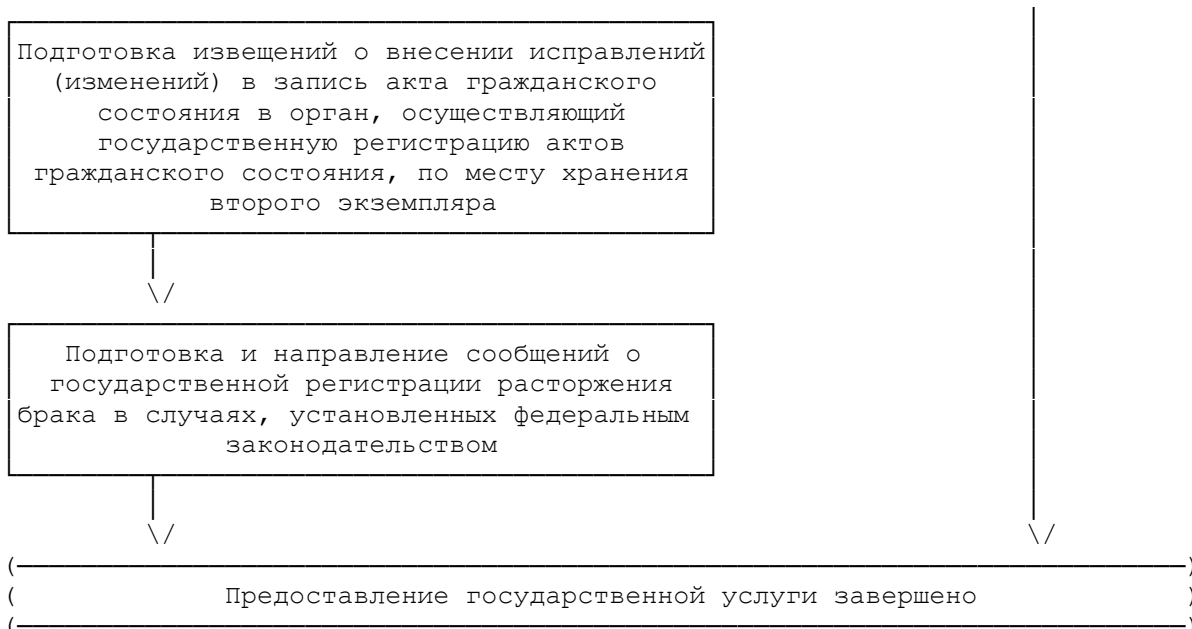 Подготовка извещений о внесении исправлений
(изменений) в запись акта гражданского
состояния в орган, осуществляющий
государственную регистрацию актов
гражданского состояния, по месту хранения
второго экземпляра
Подготовка и направление сообщений о
государственной регистрации расторжения
брака в случаях, установленных федеральным
законодательством
Предоставление государственной услуги завершено